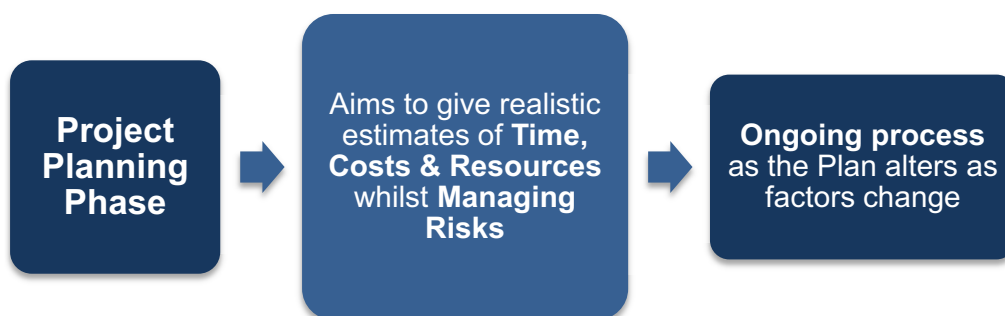 Project
Planning
Phase
Aims to give realistic
estimates of Time,
Costs & Resources
whilst Managing
Risks
Ongoing process
as the Plan alters as
factors change